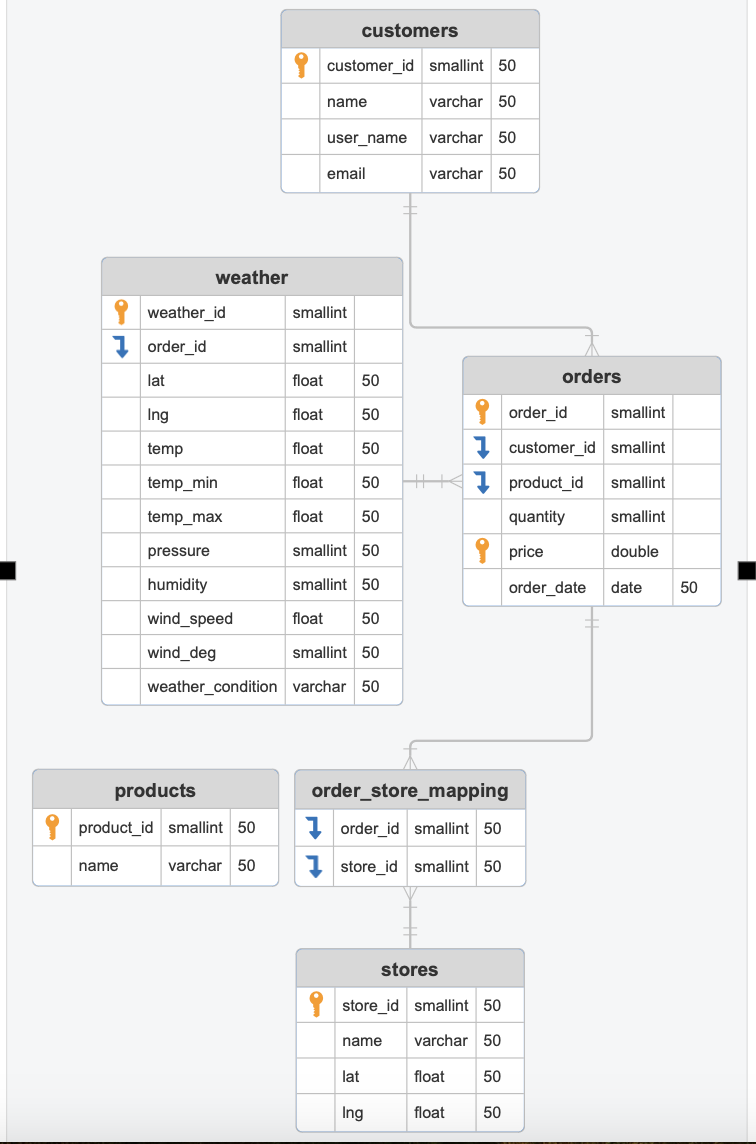 customers
customer_id smallint 50
name varchar 50
user_name varchar 50
email varchar 50
weather
weather_id smallint
order_id smallint
lat float 50
lng float 50
temp float 50
temp_min float 50
temp_max float 50
pressure smallint 50
humidity smallint 50
wind_speed float 50
wind_deg smallint 50
weather_condition varchar 50
orders
order_id smallint
customer_id smallint
product_id smallint
quantity smallint
price double
order_date date 50
products
product_id smallint 50
name varchar 50
order_store_mapping
order_id smallint 50
store_id smallint 50
stores
store_id smallint 50
name varchar 50
lat float 50
lng float 50